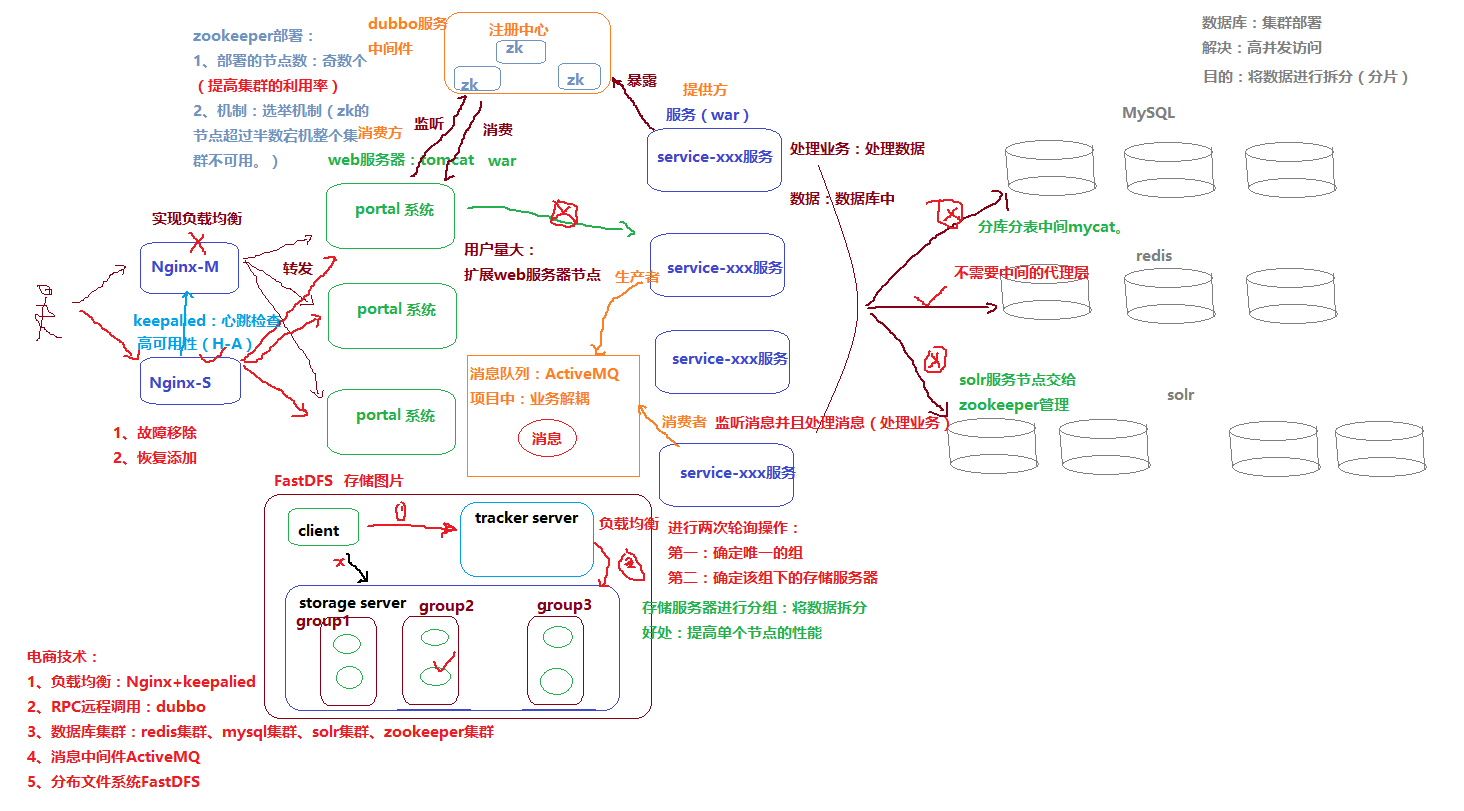 zookeeper部署：
1、部署的节点数：奇数个
（提高集群的利用率）
2、机制：选举机制（zk的
节点超过半数宕机整个集
群不可用。）
dubbo服务
中间件
注册中心
zk
zk
zk
暴露
监听
消费
消费方
web服务器：tomcat
war
提供方
服务（war）
service-xxx服务
处理业务：处理数据
数据：数据库中
数据库：集群部署
解决：高并发访问
目的：将数据进行拆分（分片）
MySQL
分库分表中间mycat。
redis
不需要中间的代理层
solr服务节点交给
zookeeper管理
solr
实现负载均衡
Nginx-M
转发
keepalied：心跳检查
高可用性（H-A）
Nginx-S
1、故障移除
2、恢复添加
portal 系统
portal 系统
portal 系统
用户量大：
扩展web服务器节点
生产者
service-xxx服务
service-xxx服务
消息队列：ActiveMQ
项目中：业务解耦
消息
消费者
监听消息并且处理消息（处理业务）
service-xxx服务
FastDFS 存储图片
client
1
tracker server
负载均衡
2
进行两次轮询操作：
第一：确定唯一的组
第二：确定该组下的存储服务器
存储服务器进行分组：将数据拆分
好处：提高单个节点的性能
storage server
group1
group2
group3
电商技术：
1、负载均衡：Nginx+keepalied
2、RPC远程调用：dubbo
3、数据库集群：redis集群、mysql集群、solr集群、zookeeper集群
4、消息中间件ActiveMQ
5、分布文件系统FastDFS